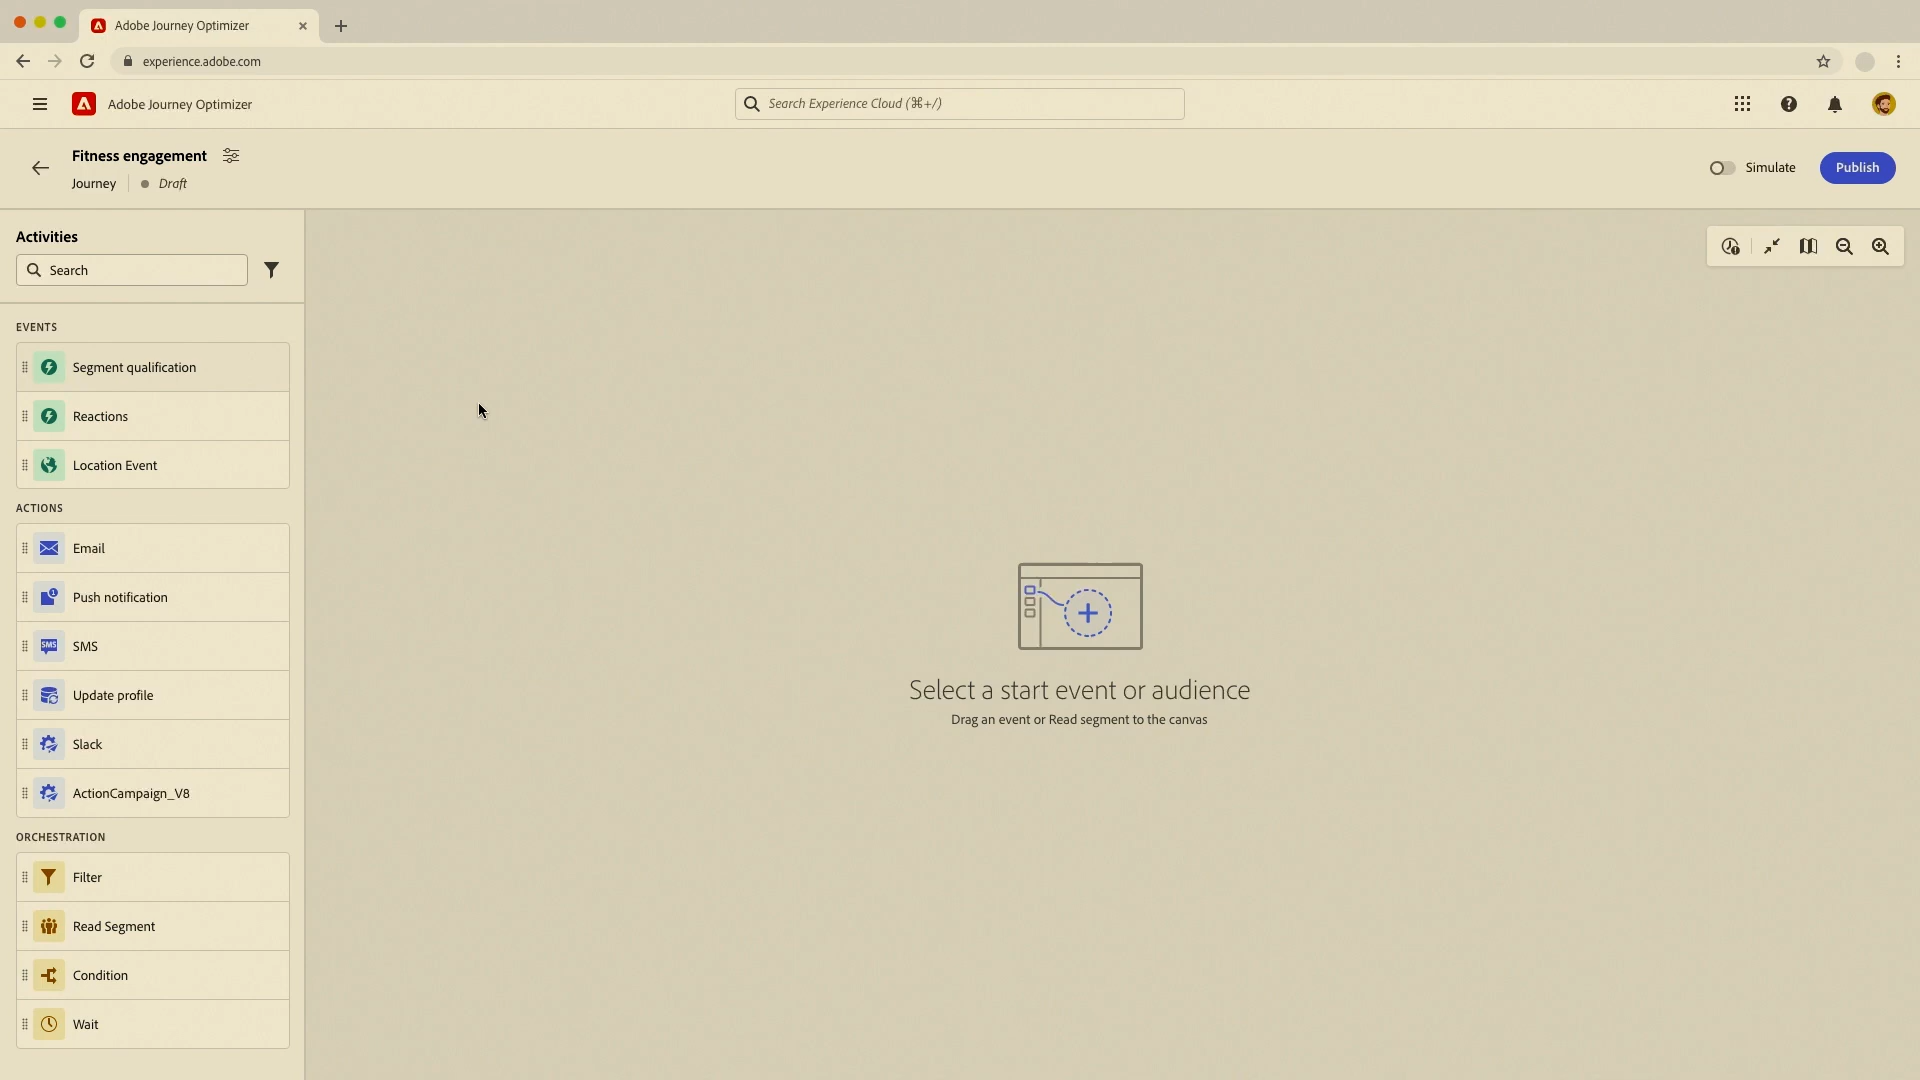 Adobe Journey Optimizer
experience.adobe.com
Adobe Journey Optimizer
Search Experience Cloud (⌘+/)
Fitness engagement
Journey
Draft
Simulate
Publish
Activities
Search
EVENTS
Segment qualification
Reactions
Location Event
ACTIONS
Email
Push notification
SMS
SMS
Update profile
Slack
ActionCampaign_V8
ORCHESTRATION
Filter
Read Segment
Condition
Wait
Select a start event or audience
Drag an event or Read segment to the canvas